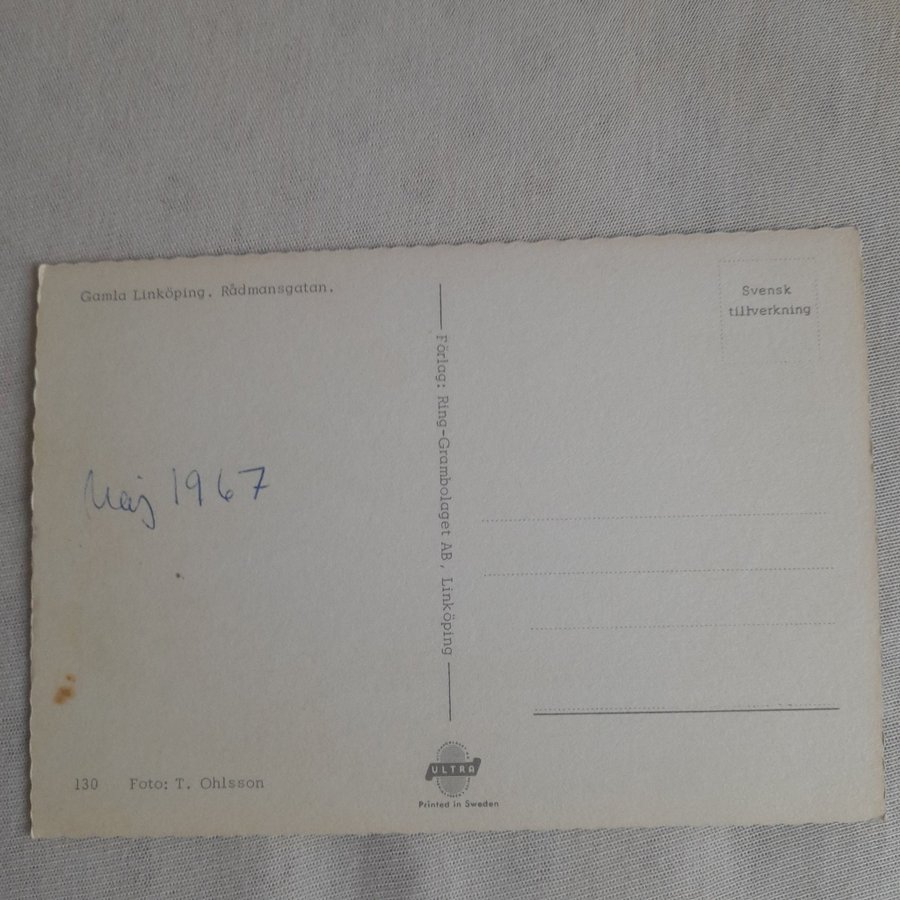 Gamla Linköping. Rådmansgatan.
Svensk
tillverkning
Förlag: Ring-Grambolaget AB, Linköping
Maj 1967
130 Foto: T. Ohlsson
ULTRA
Printed in Sweden